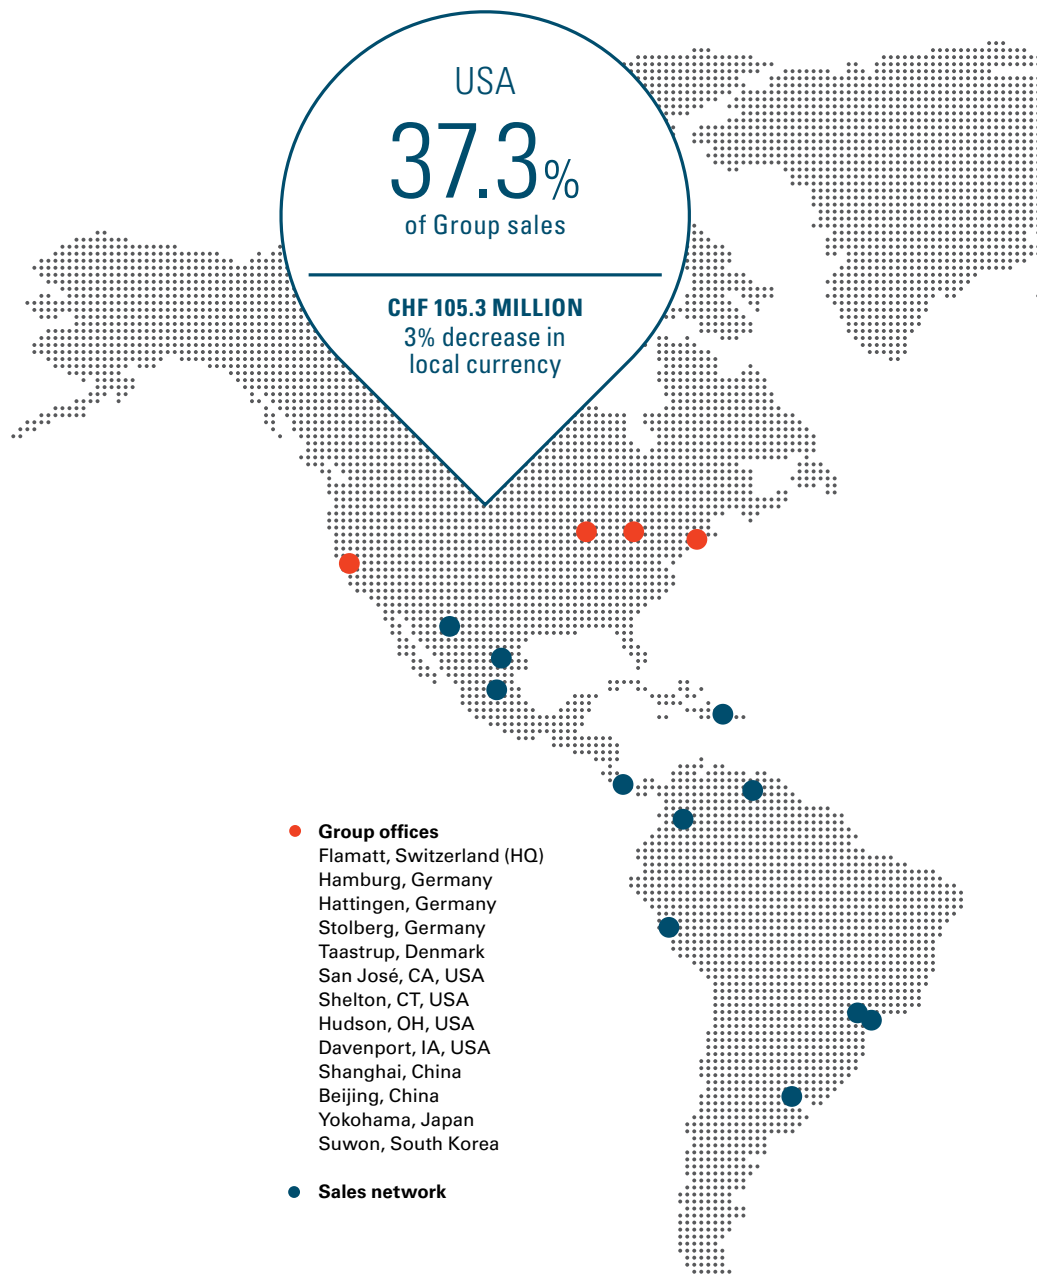 USA
37.3%
of Group sales
CHF 105.3 MILLION
3% decrease in
local currency
Group offices
Flamatt, Switzerland (HQ)
Hamburg, Germany
Hattingen, Germany
Stolberg, Germany
Taastrup, Denmark
San José, CA, USA
Shelton, CT, USA
Hudson, OH, USA
Davenport, IA, USA
Shanghai, China
Beijing, China
Yokohama, Japan
Suwon, South Korea
Sales network